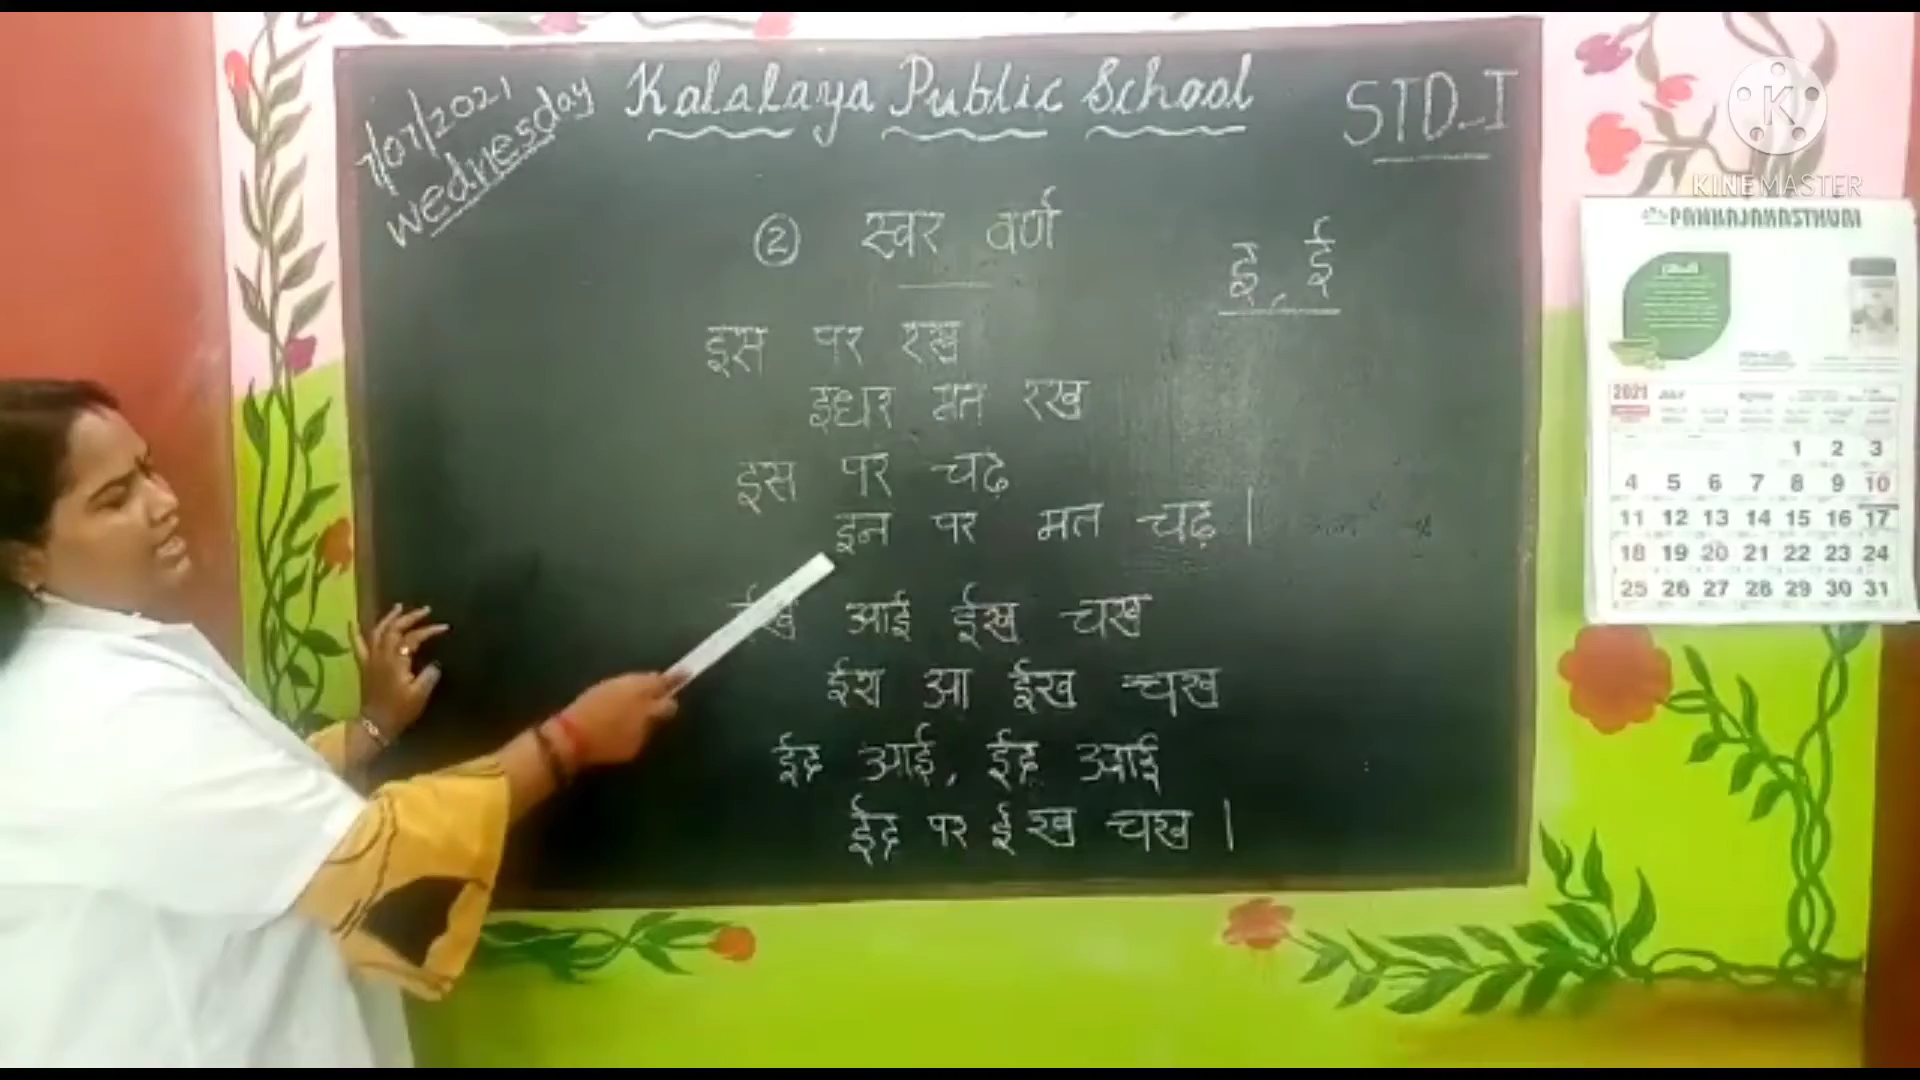 7/07/2021
Wednesday
Kalalaya Public School
STD-I
② स्वर वर्ण
इ, ई
इस पर रख
इधर मत रख
इस पर चढ़
इन पर मत चढ़ ।
ईख आई ईख चख
ईश आ ईख चख
ईद आई, ईद आई
ईद पर ईख चख ।
KINEMASTER
PANKAJAKASTHURI
2021 JULY
1 2 3
4 5 6 7 8 9 10
11 12 13 14 15 16 17
18 19 20 21 22 23 24
25 26 27 28 29 30 31